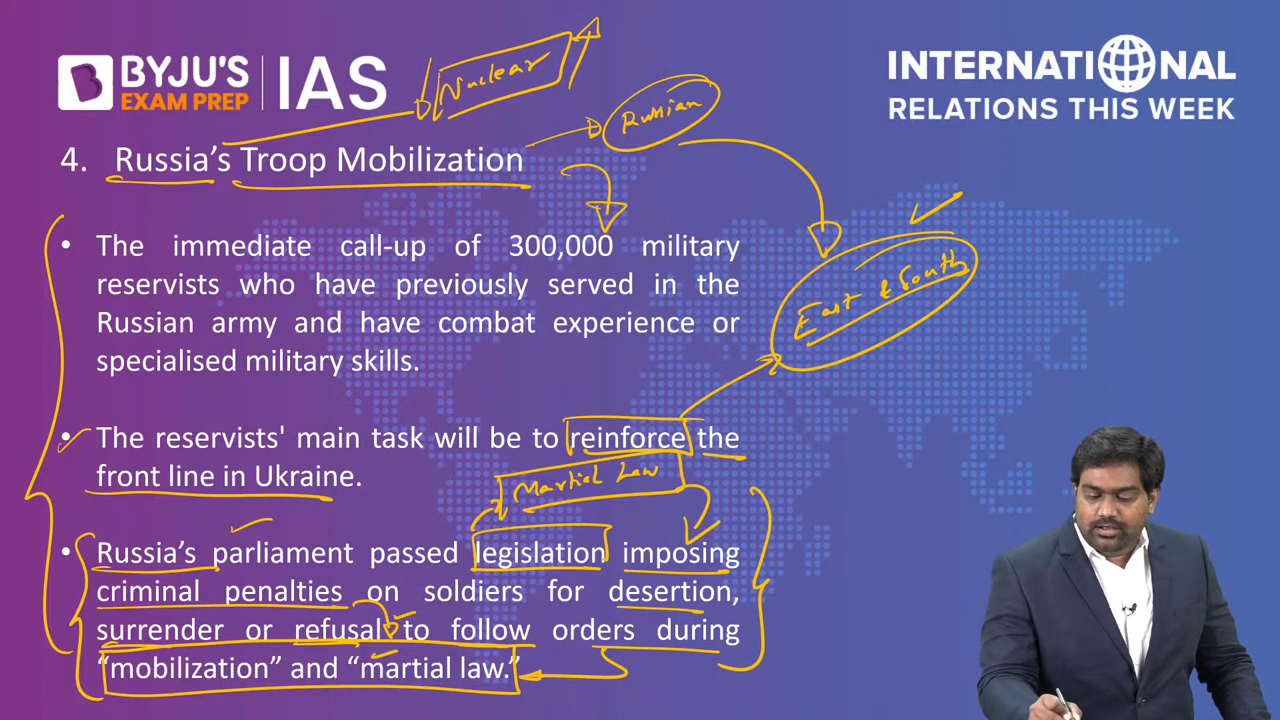 BYJU'S
EXAM PREP
IAS
INTERNATIONAL
RELATIONS THIS WEEK
Nuclear
Russian
4. Russia's Troop Mobilization
• The immediate call-up of 300,000 military
reservists who have previously served in the
Russian army and have combat experience or
specialised military skills.
East & South
• The reservists' main task will be to reinforce the
front line in Ukraine.
Martial Law
• Russia's parliament passed legislation imposing
criminal penalties on soldiers for desertion,
surrender or refusal to follow orders during
“mobilization” and “martial law.”